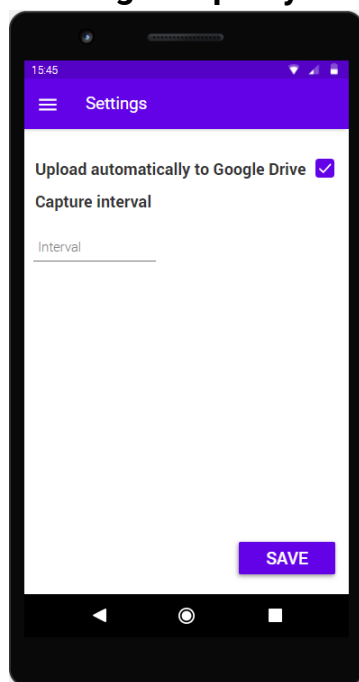 15:45
Settings
Upload automatically to Google Drive
Capture interval
Interval
SAVE